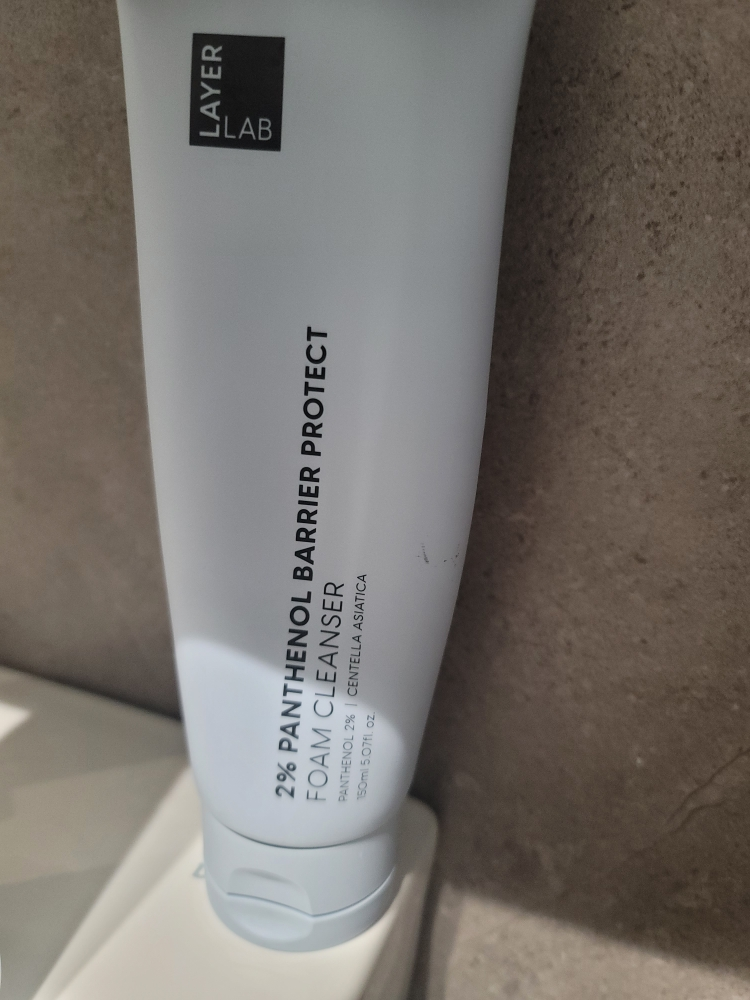 LAYER
LAB
2% PANTHENOL BARRIER PROTECT
FOAM CLEANSER
PANTHENOL 2% | CENTELLA ASIATICA
150ml 5.07fl. oz.